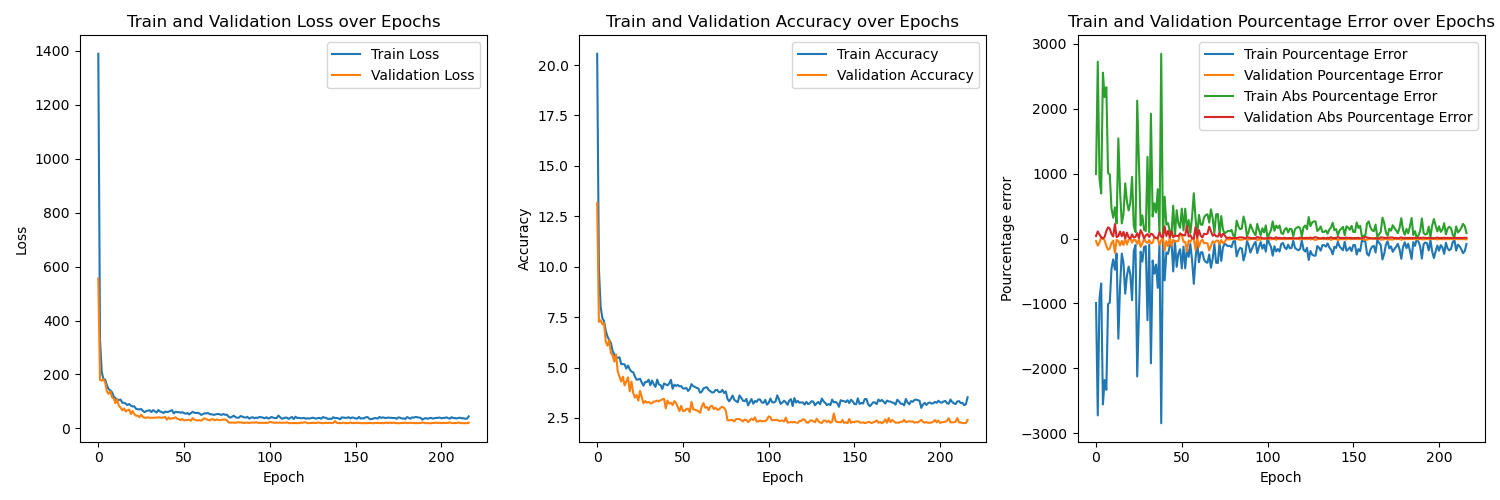 Train and Validation Loss over Epochs
1400
1200
1000
800
600
400
200
0
Loss
0
50
100
150
200
Epoch
Train Loss
Validation Loss
Train and Validation Accuracy over Epochs
20.0
17.5
15.0
12.5
10.0
7.5
5.0
2.5
Accuracy
0
50
100
150
200
Epoch
Train Accuracy
Validation Accuracy
Train and Validation Pourcentage Error over Epochs
3000
2000
1000
0
−1000
−2000
−3000
Pourcentage error
0
50
100
150
200
Epoch
Train Pourcentage Error
Validation Pourcentage Error
Train Abs Pourcentage Error
Validation Abs Pourcentage Error